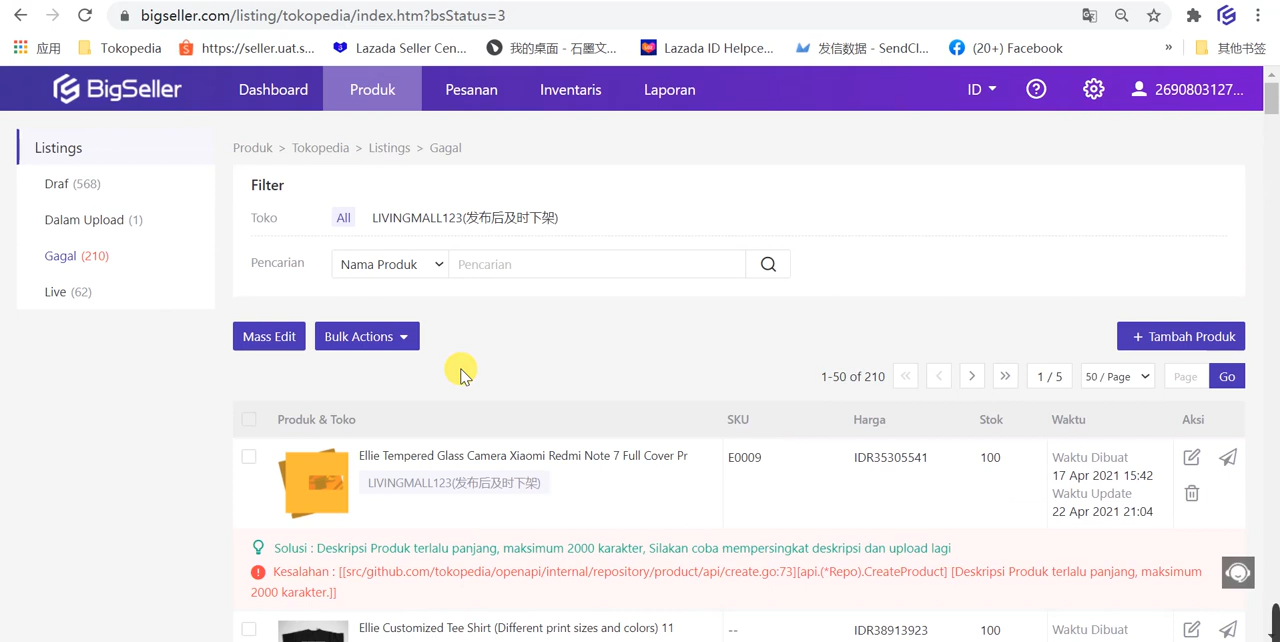 bigseller.com/listing/tokopedia/index.htm?bsStatus=3
应用 Tokopedia https://seller.uat.s... Lazada Seller Cen... 我的桌面 - 石墨文... Lazada ID Helpce... 发信数据 - SendCl... (20+) Facebook » 其他书签
BigSeller Dashboard Produk Pesanan Inventaris Laporan ID 2690803127...
Listings
Draf (568)
Dalam Upload (1)
Gagal (210)
Live (62)
Produk > Tokopedia > Listings > Gagal
Filter
Toko All LIVINGMALL123(发布后及时下架)
Pencarian Nama Produk Pencarian
Mass Edit Bulk Actions + Tambah Produk
1-50 of 210 « < > » 1 / 5 50 / Page Page Go
Produk & Toko SKU Harga Stok Waktu Aksi
Ellie Tempered Glass Camera Xiaomi Redmi Note 7 Full Cover Pr E0009 IDR35305541 100 Waktu Dibuat
17 Apr 2021 15:42
LIVINGMALL123(发布后及时下架)
Waktu Update
22 Apr 2021 21:04
Solusi : Deskripsi Produk terlalu panjang, maksimum 2000 karakter, Silakan coba mempersingkat deskripsi dan upload lagi
Kesalahan : [[src/github.com/tokopedia/openapi/internal/repository/product/api/create.go:73][api.(*Repo).CreateProduct] [Deskripsi Produk terlalu panjang, maksimum
2000 karakter.]]
Ellie Customized Tee Shirt (Different print sizes and colors) 11 -- IDR38913923 100 Waktu Dibuat